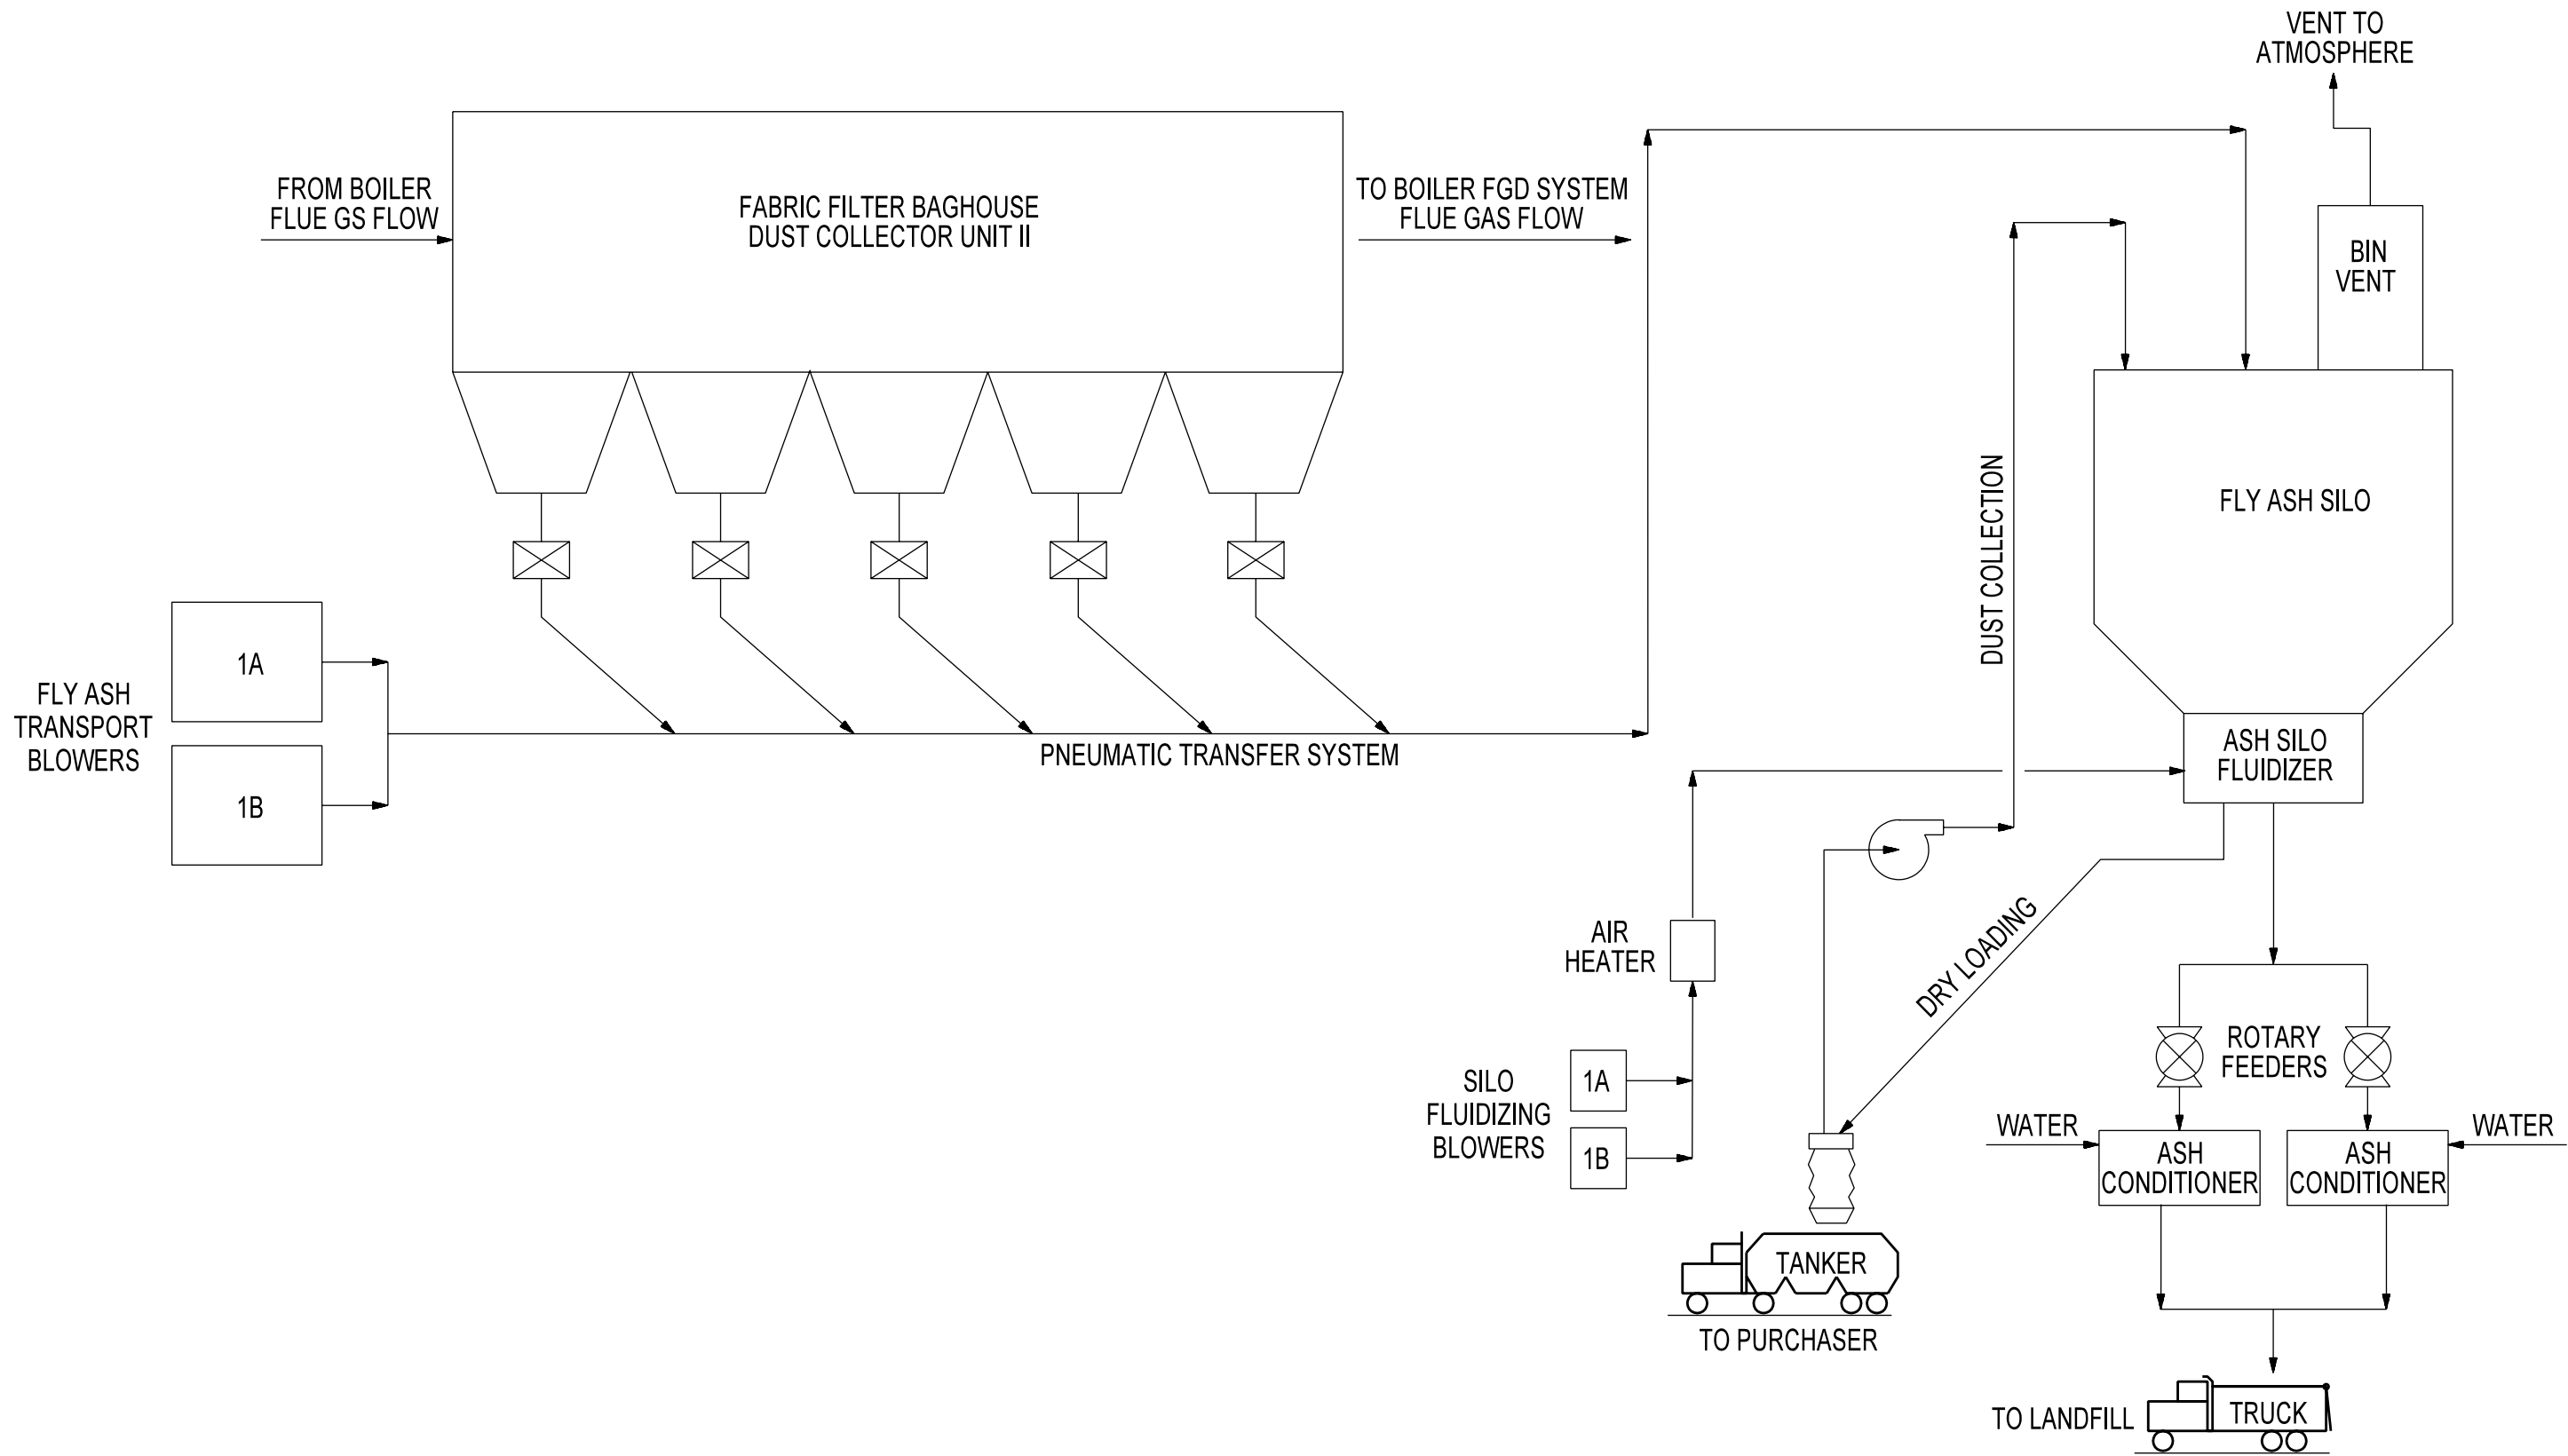 VENT TO
ATMOSPHERE
FROM BOILER
FLUE GS FLOW
FABRIC FILTER BAGHOUSE
DUST COLLECTOR UNIT II
TO BOILER FGD SYSTEM
FLUE GAS FLOW
BIN
VENT
DUST COLLECTION
FLY ASH SILO
1A
FLY ASH
TRANSPORT
BLOWERS
1B
PNEUMATIC TRANSFER SYSTEM
ASH SILO
FLUIDIZER
AIR
HEATER
DRY LOADING
ROTARY
FEEDERS
SILO
FLUIDIZING
BLOWERS
1A
1B
WATER
WATER
ASH
CONDITIONER
ASH
CONDITIONER
TANKER
TO PURCHASER
TO LANDFILL
TRUCK